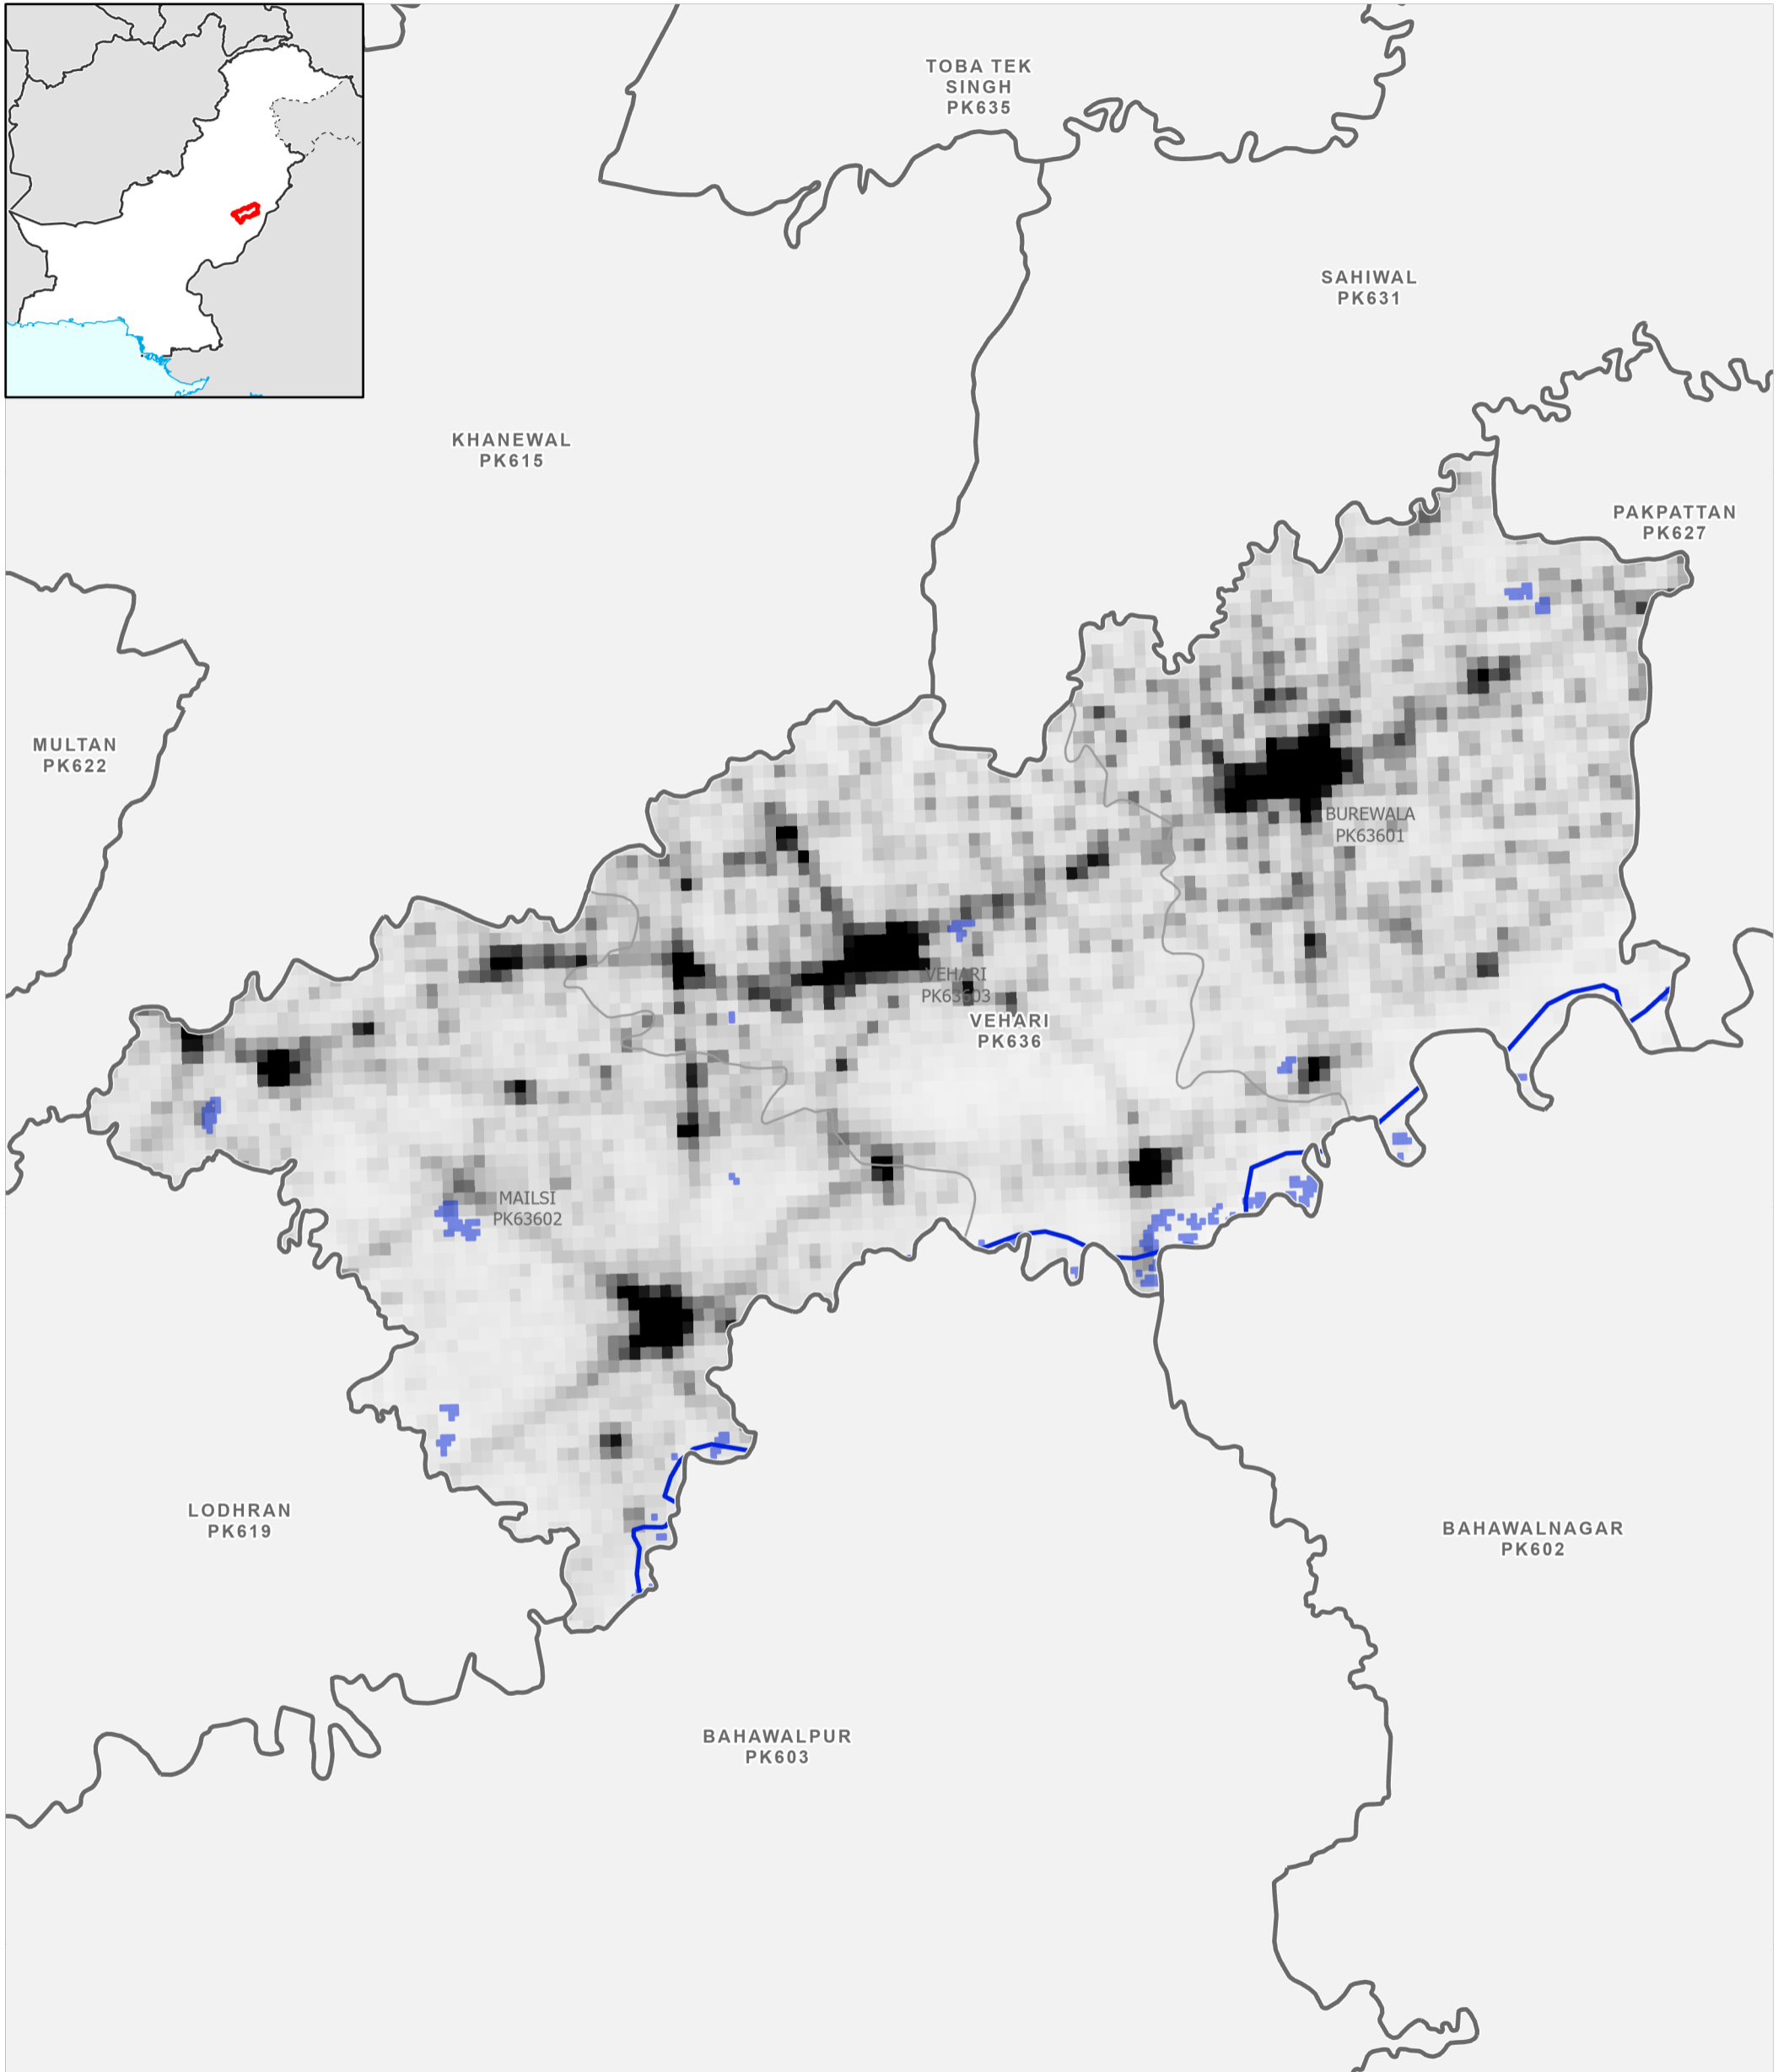 TOBA TEK
SINGH
PK635
SAHIWAL
PK631
KHANEWAL
PK615
PAKPATTAN
PK627
MULTAN
PK622
BUREWALA
PK63601
VEHARI
PK63603
VEHARI
PK636
MAILSI
PK63602
LODHRAN
PK619
BAHAWALNAGAR
PK602
BAHAWALPUR
PK603